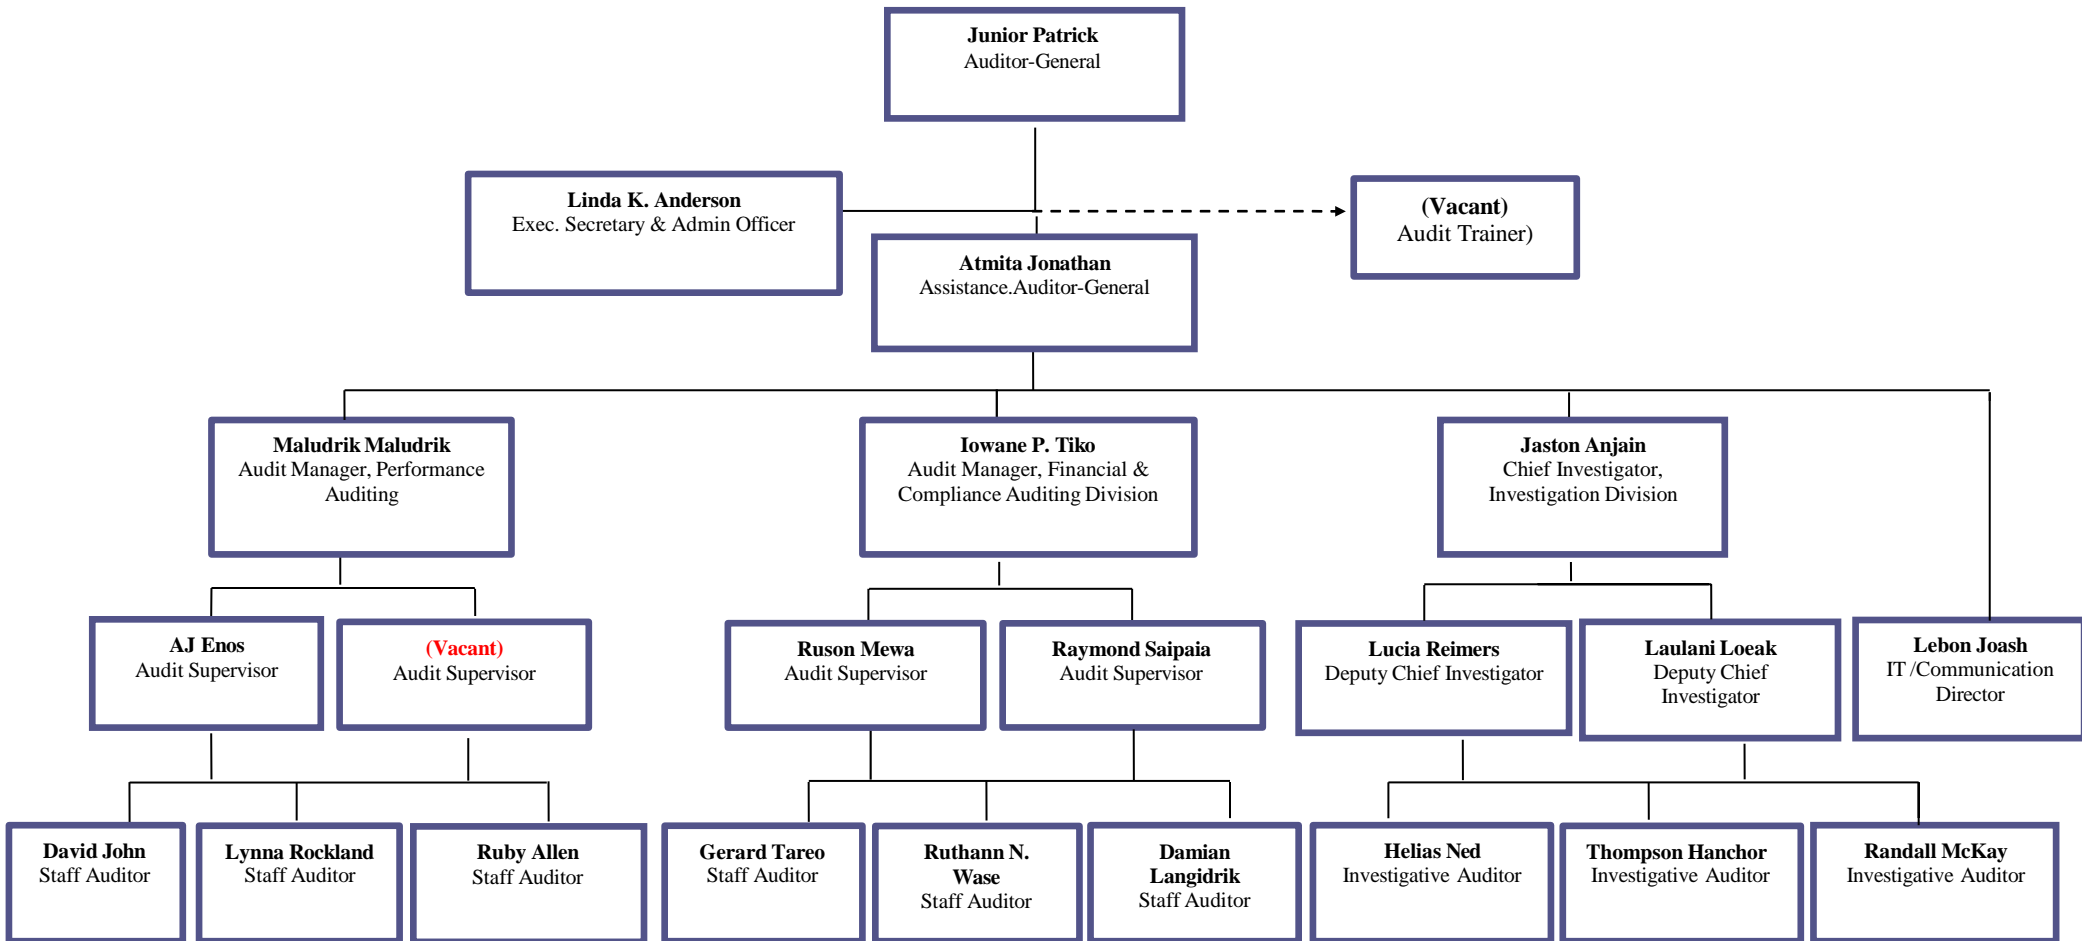 Junior Patrick
Auditor-General
Linda K. Anderson
Exec. Secretary & Admin Officer
(Vacant)
Audit Trainer)
Atmita Jonathan
Assistance.Auditor-General
Maludrik Maludrik
Audit Manager, Performance
Auditing
Iowane P. Tiko
Audit Manager, Financial &
Compliance Auditing Division
Jaston Anjain
Chief Investigator,
Investigation Division
AJ Enos
Audit Supervisor
(Vacant)
Audit Supervisor
Ruson Mewa
Audit Supervisor
Raymond Saipaia
Audit Supervisor
Lucia Reimers
Deputy Chief Investigator
Laulani Loeak
Deputy Chief
Investigator
Lebon Joash
IT /Communication
Director
David John
Staff Auditor
Lynna Rockland
Staff Auditor
Ruby Allen
Staff Auditor
Gerard Tareo
Staff Auditor
Ruthann N.
Wase
Staff Auditor
Damian
Langidrik
Staff Auditor
Helias Ned
Investigative Auditor
Thompson Hanchor
Investigative Auditor
Randall McKay
Investigative Auditor